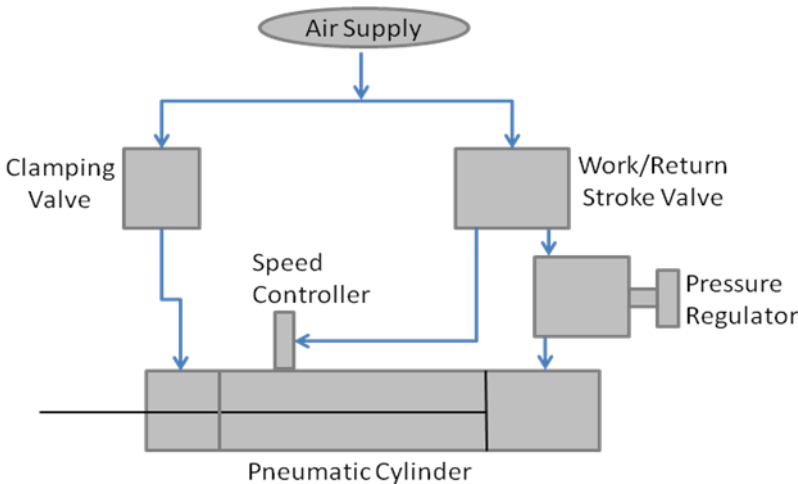 Air Supply
Clamping
Valve
Work/Return
Stroke Valve
Speed
Controller
Pressure
Regulator
Pneumatic Cylinder